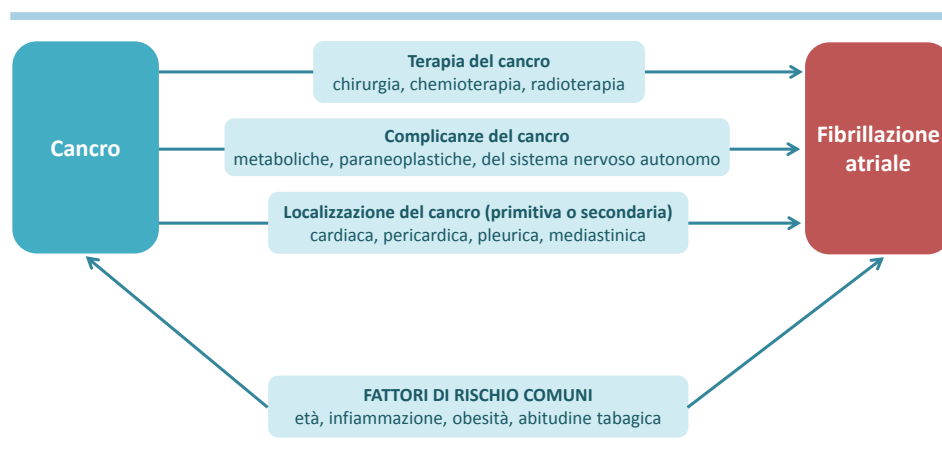 Terapia del cancro
chirurgia, chemioterapia, radioterapia
Cancro
Complicanze del cancro
metaboliche, paraneoplastiche, del sistema nervoso autonomo
Fibrillazione
atriale
Localizzazione del cancro (primitiva o secondaria)
cardiaca, pericardica, pleurica, mediastinica
FATTORI DI RISCHIO COMUNI
età, infiammazione, obesità, abitudine tabagica